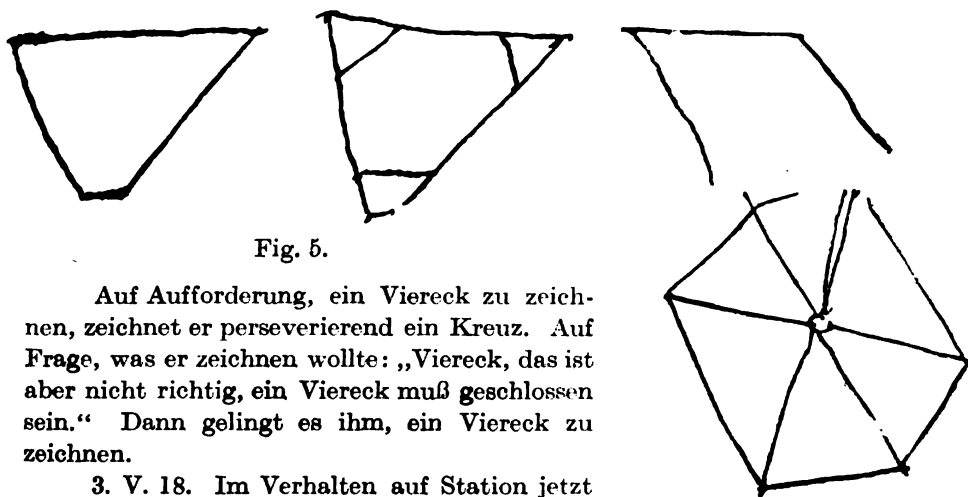 Fig. 5.
Auf Aufforderung, ein Viereck zu zeich-
nen, zeichnet er perseverierend ein Kreuz. Auf
Frage, was er zeichnen wollte: „Viereck, das ist
aber nicht richtig, ein Viereck muß geschlossen
sein.“ Dann gelingt es ihm, ein Viereck zu
zeichnen.
3. V. 18. Im Verhalten auf Station jetzt